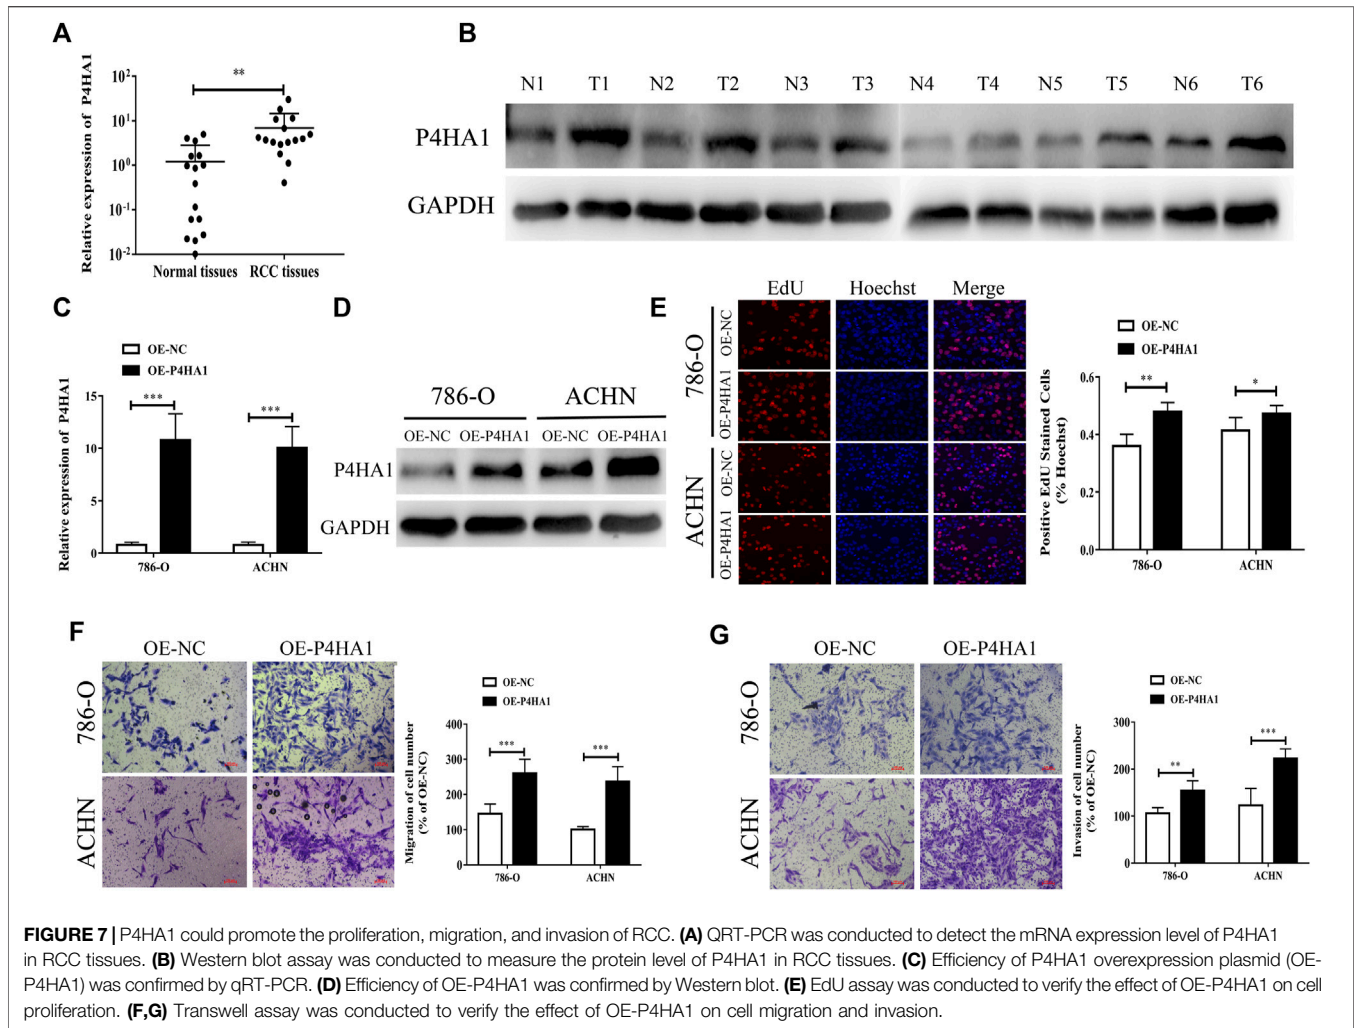 A
Relative expression of P4HA1
10²
10¹
10⁰
10⁻¹
10⁻²
**
Normal tissues RCC tissues
B
N1 T1 N2 T2 N3 T3 N4 T4 N5 T5 N6 T6
P4HA1
GAPDH
C
OE-NC
OE-P4HA1
Relative expression of P4HA1
15
10
5
0
*** ***
786-O ACHN
D
786-O ACHN
OE-NC OE-P4HA1 OE-NC OE-P4HA1
P4HA1
GAPDH
E
EdU Hoechst Merge
786-O
OE-NC
OE-P4HA1
ACHN
OE-NC
OE-P4HA1
OE-NC
OE-P4HA1
Positive EdU Stained Cells
(% Hoechst)
0.9
0.6
0.3
0.0
** *
786-O ACHN
F
OE-NC OE-P4HA1
786-O
ACHN
OE-NC
OE-P4HA1
Migration of cell number
(% of OE-NC)
400
300
200
100
0
*** ***
786-O ACHN
G
OE-NC OE-P4HA1
786-O
ACHN
OE-NC
OE-P4HA1
Invasion of cell number
(% of OE-NC)
300
200
100
0
** ***
786-O ACHN
FIGURE 7 | P4HA1 could promote the proliferation, migration, and invasion of RCC. (A) QRT-PCR was conducted to detect the mRNA expression level of P4HA1
in RCC tissues. (B) Western blot assay was conducted to measure the protein level of P4HA1 in RCC tissues. (C) Efficiency of P4HA1 overexpression plasmid (OE-
P4HA1) was confirmed by qRT-PCR. (D) Efficiency of OE-P4HA1 was confirmed by Western blot. (E) EdU assay was conducted to verify the effect of OE-P4HA1 on cell
proliferation. (F,G) Transwell assay was conducted to verify the effect of OE-P4HA1 on cell migration and invasion.